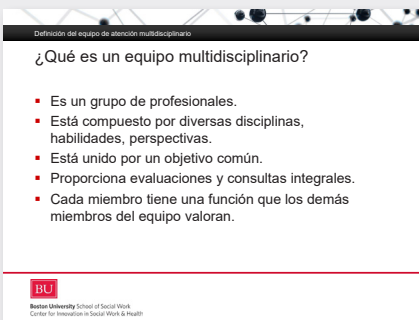 Definición del equipo de atención multidisciplinario
¿Qué es un equipo multidisciplinario?
▪ Es un grupo de profesionales.
▪ Está compuesto por diversas disciplinas,
habilidades, perspectivas.
▪ Está unido por un objetivo común.
▪ Proporciona evaluaciones y consultas integrales.
▪ Cada miembro tiene una función que los demás
miembros del equipo valoran.
BU
Boston University School of Social Work
Center for Innovation in Social Work & Health